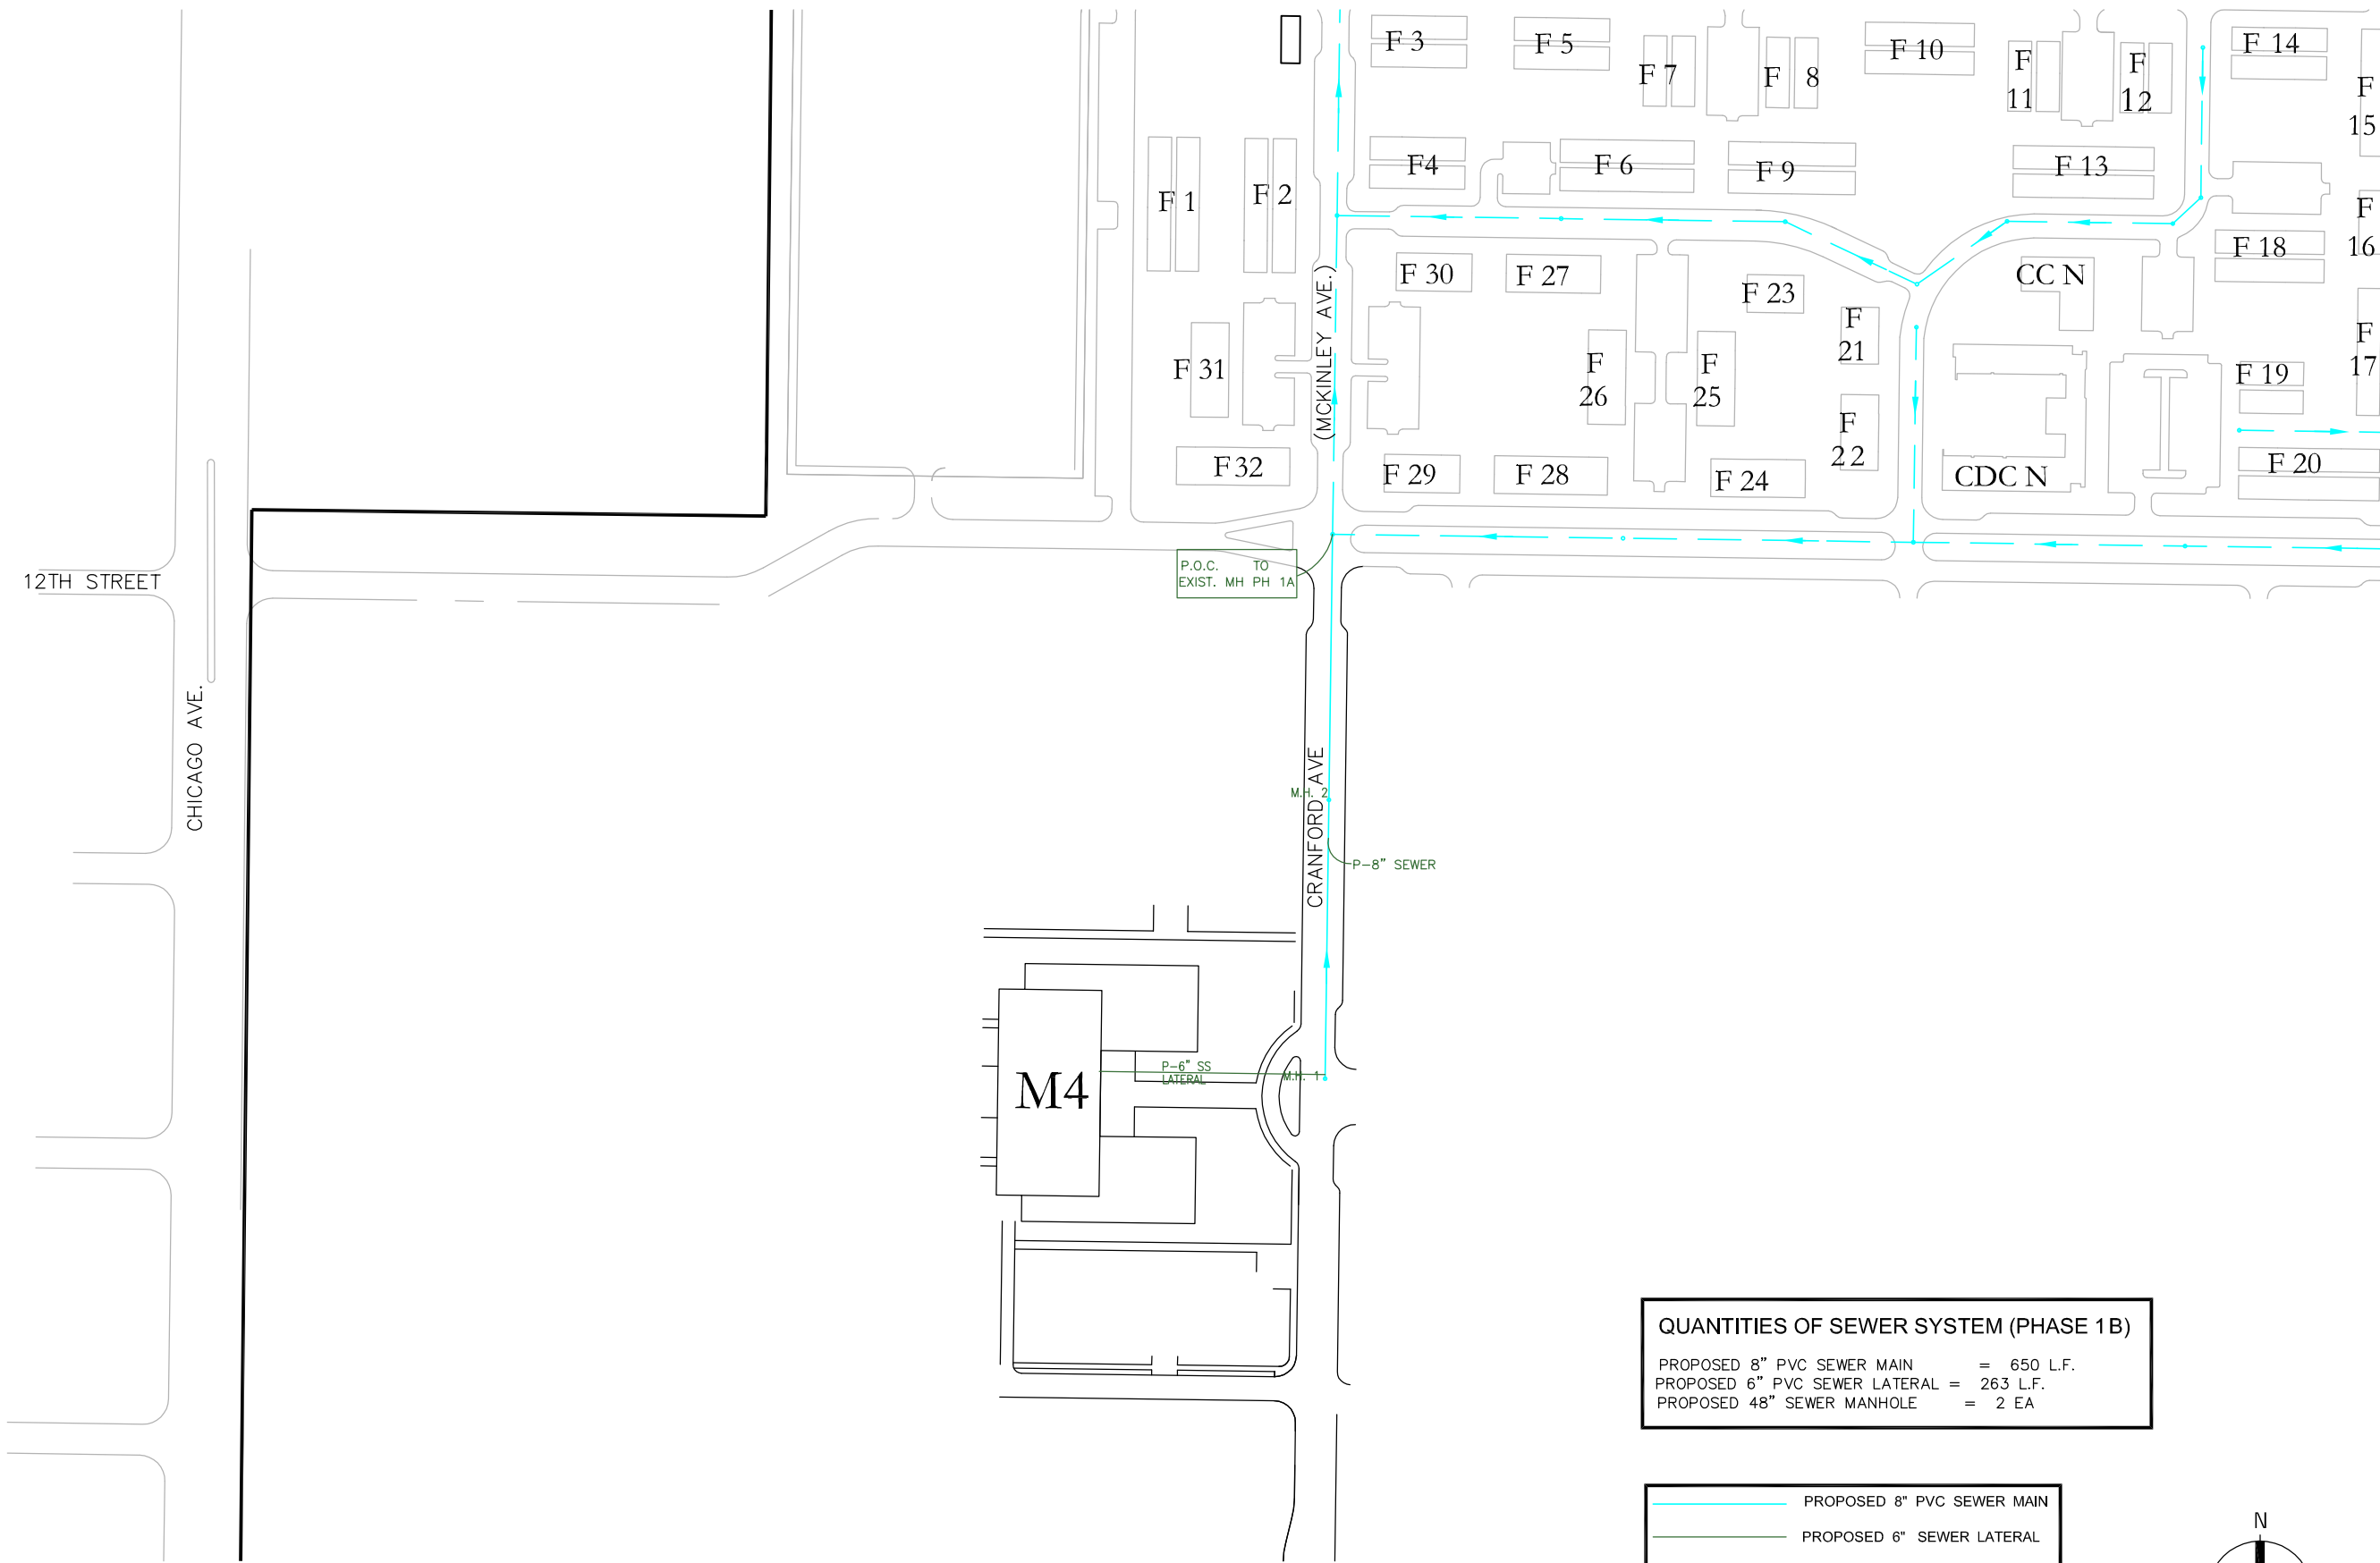 F 3
F 5
F 7
F 8
F 10
F
11
F
12
F 14
F
15
F 1
F 2
F4
F 6
F 9
F 13
F
16
F 18
F 30
F 27
F 23
CC N
F 31
(MCKINLEY AVE.)
F
26
F
25
F
21
F
22
F 19
F
17
F 32
F 29
F 28
F 24
CDC N
F 20
12TH STREET
P.O.C. TO
EXIST. MH PH 1A
CHICAGO AVE.
CRANFORD AVE
M.H. 2
P-8" SEWER
P-6" SS
LATERAL
M.H. 1
M4
QUANTITIES OF SEWER SYSTEM (PHASE 1B)
PROPOSED 8" PVC SEWER MAIN = 650 L.F.
PROPOSED 6" PVC SEWER LATERAL = 263 L.F.
PROPOSED 48" SEWER MANHOLE = 2 EA
PROPOSED 8" PVC SEWER MAIN
PROPOSED 6" SEWER LATERAL
N